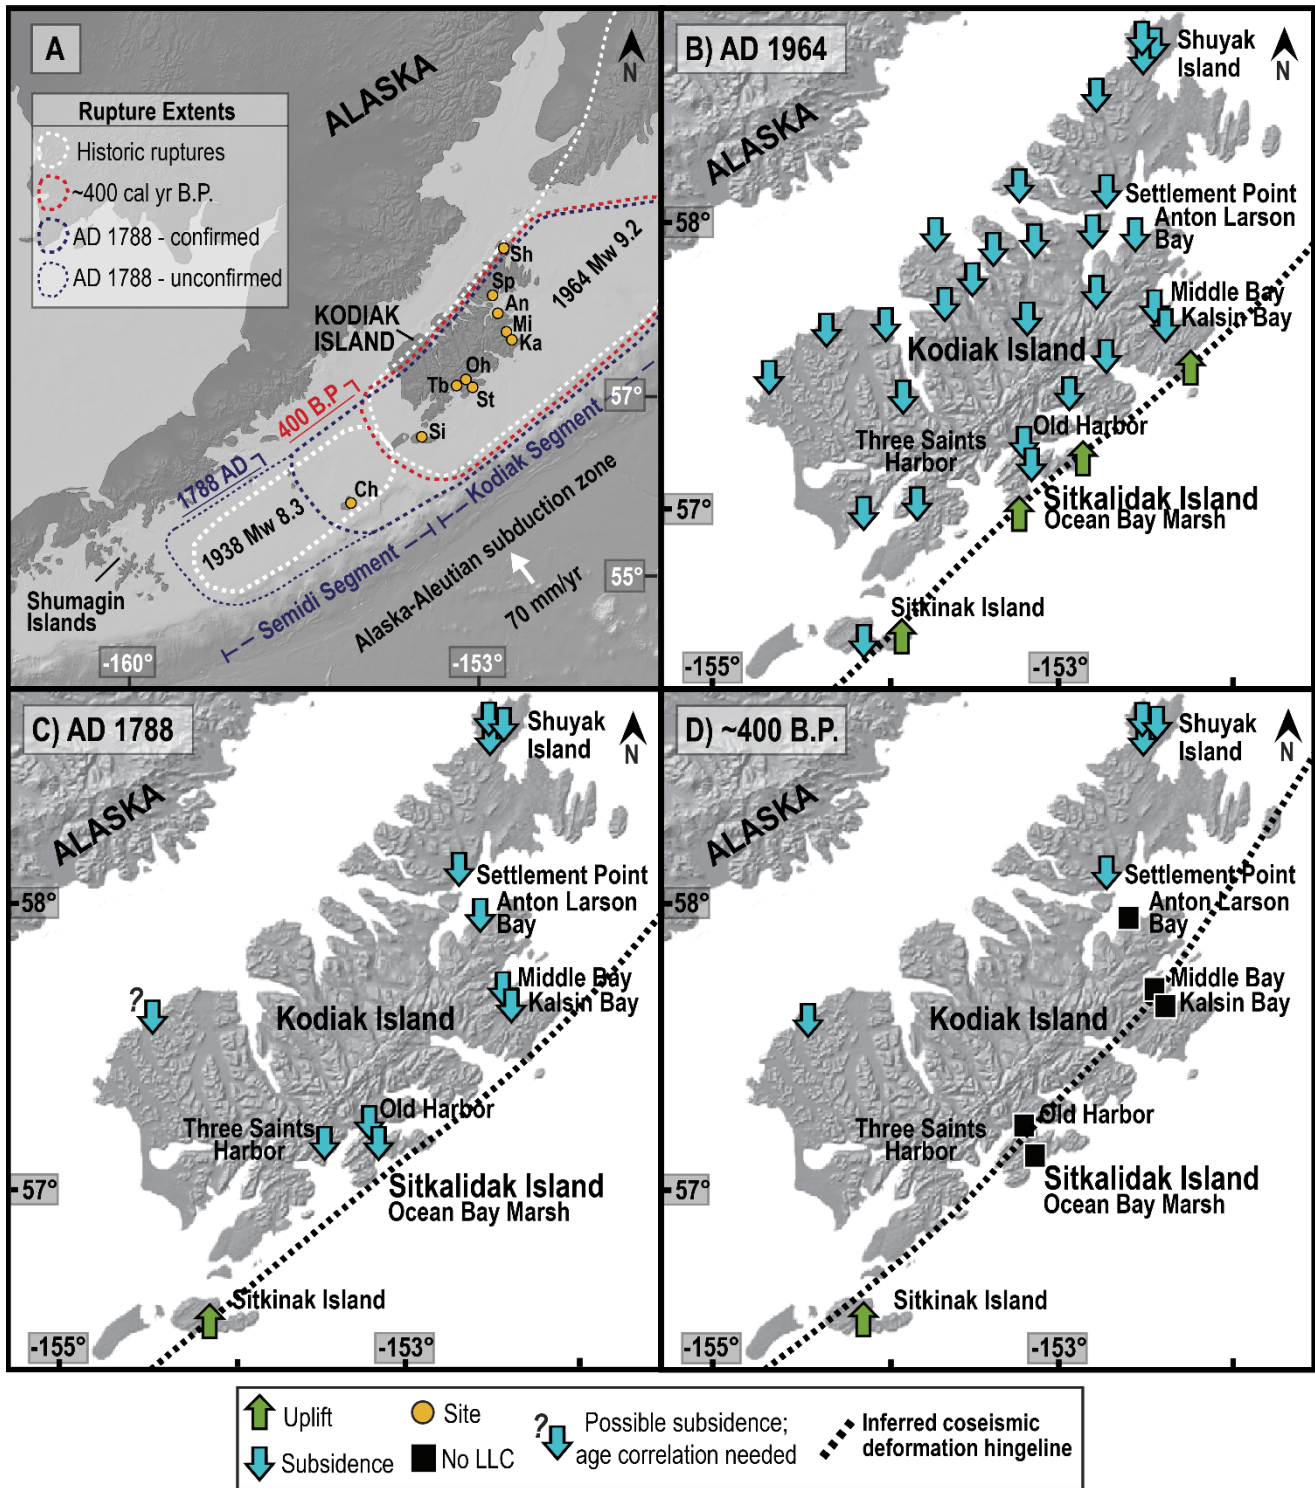 A
ALASKA
N
Rupture Extents
Historic ruptures
~400 cal yr B.P.
AD 1788 - confirmed
AD 1788 - unconfirmed
KODIAK
ISLAND
Sh
Sp
An
Mi
Ka
Oh
Tb
St
Si
Ch
1964 Mw 9.2
400 B.P.
1788 AD
1938 Mw 8.3
Kodiak Segment
Semidi Segment
Alaska-Aleutian subduction zone
70 mm/yr
Shumagin
Islands
57°
55°
-160°
-153°
B) AD 1964
ALASKA
Shuyak
Island
N
Settlement Point
Anton Larson
Bay
58°
Middle Bay
Kalsin Bay
Kodiak Island
Old Harbor
Three Saints
Harbor
57°
Sitkalidak Island
Ocean Bay Marsh
Sitkinak Island
-155°
-153°
C) AD 1788
ALASKA
Shuyak
Island
N
Settlement Point
Anton Larson
Bay
58°
Middle Bay
Kalsin Bay
?
Kodiak Island
Old Harbor
Three Saints
Harbor
57°
Sitkalidak Island
Ocean Bay Marsh
Sitkinak Island
-155°
-153°
D) ~400 B.P.
ALASKA
Shuyak
Island
N
Settlement Point
Anton Larson
Bay
58°
Middle Bay
Kalsin Bay
Kodiak Island
Old Harbor
Three Saints
Harbor
57°
Sitkalidak Island
Ocean Bay Marsh
Sitkinak Island
-155°
-153°
Uplift
Subsidence
Site
No LLC
?
Possible subsidence;
age correlation needed
Inferred coseismic
deformation hingeline